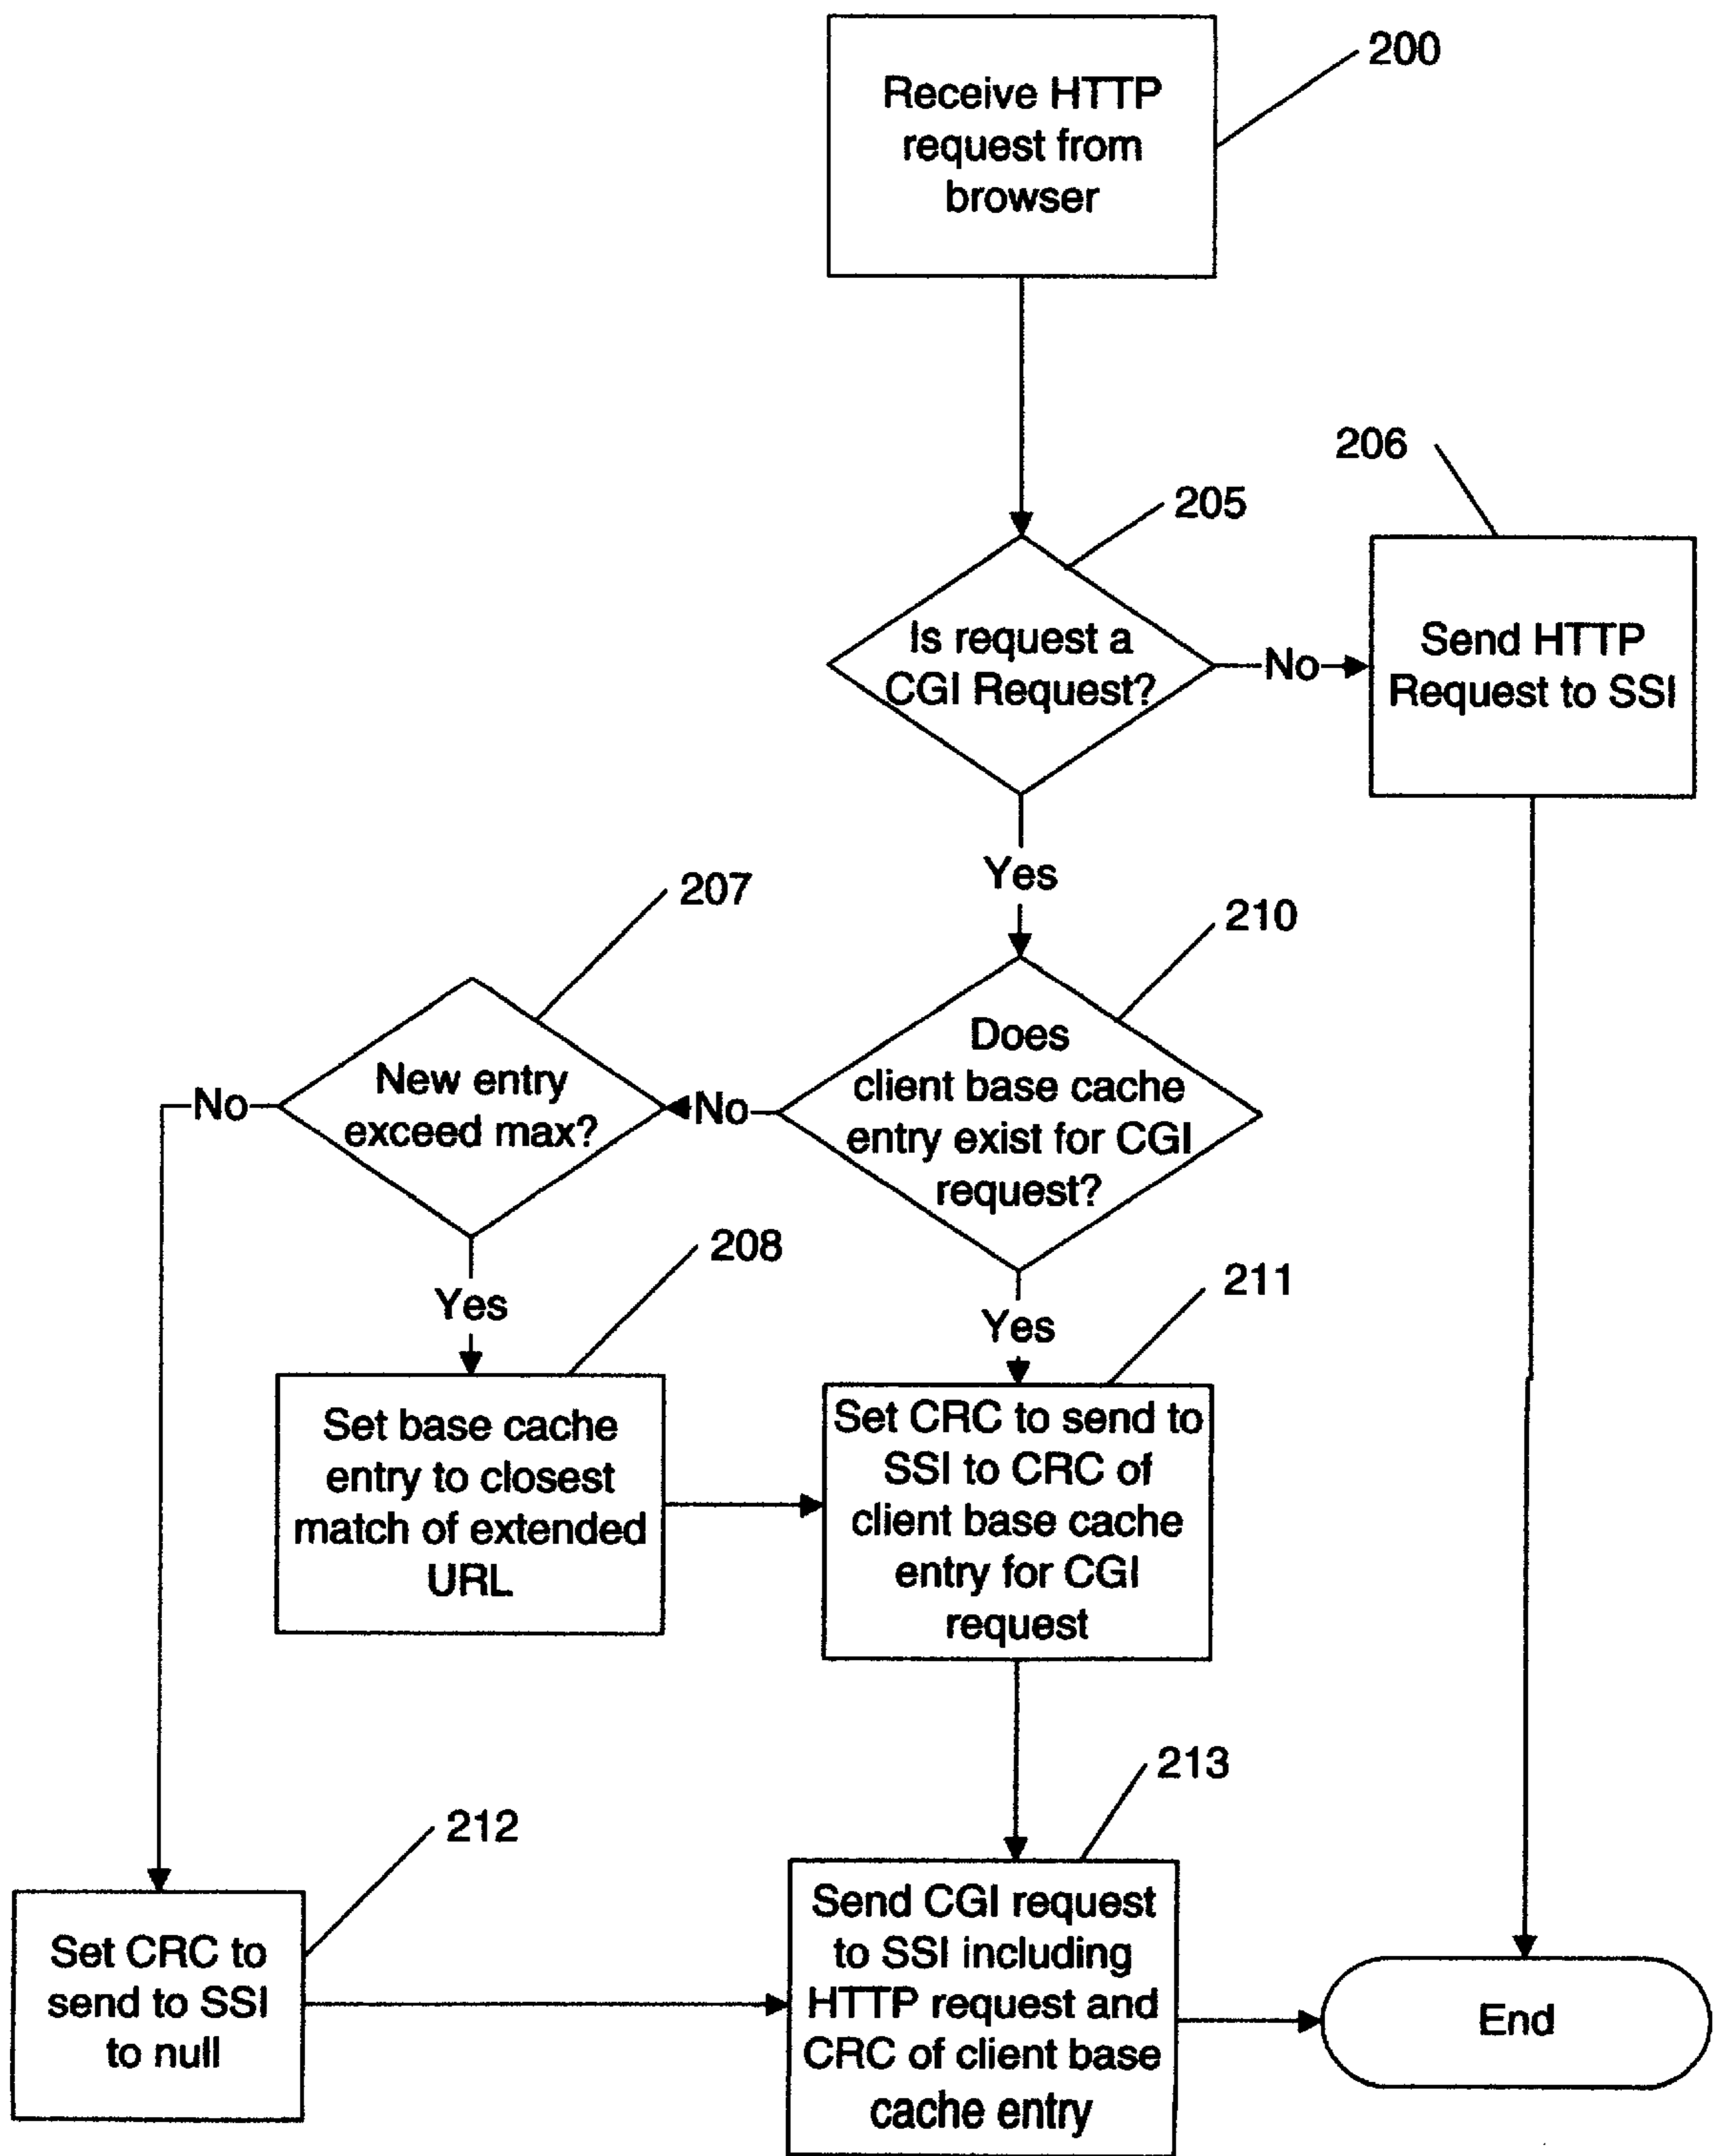 200
Receive HTTP
request from
browser
206
205
Is request a
CGI Request?
No
Send HTTP
Request to SSI
Yes
207
210
New entry
exceed max?
No
No
Does
client base cache
entry exist for CGI
request?
208
211
Yes
Yes
Set base cache
entry to closest
match of extended
URL
Set CRC to send to
SSI to CRC of
client base cache
entry for CGI
request
213
212
Set CRC to
send to SSI
to null
Send CGI request
to SSI including
HTTP request and
CRC of client base
cache entry
End